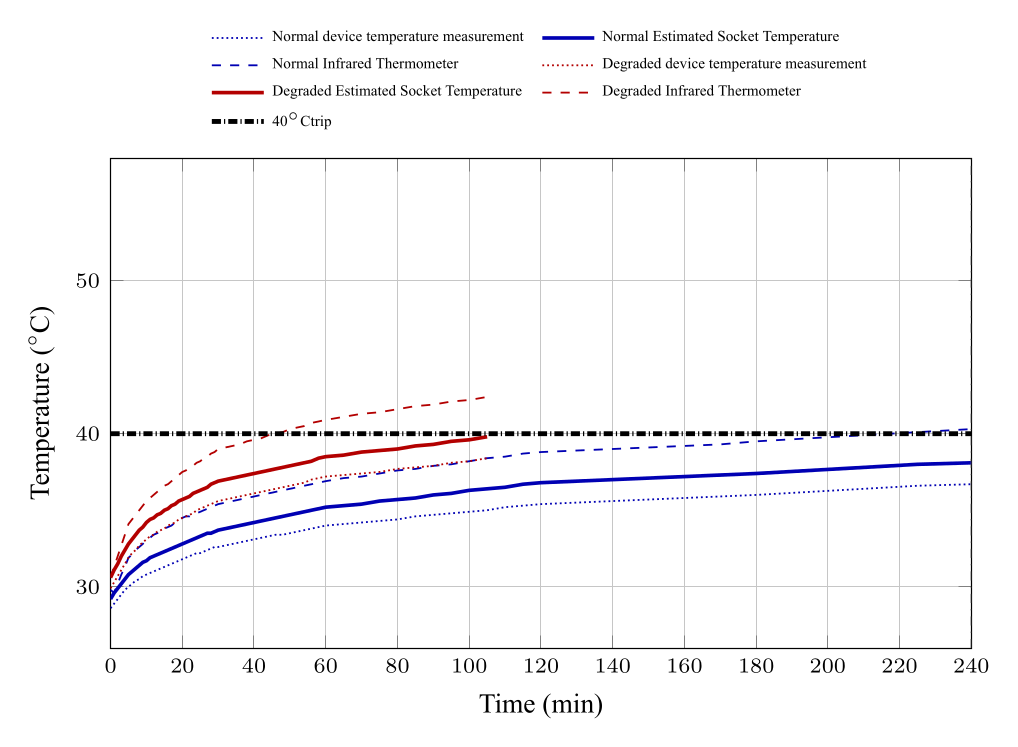 Normal device temperature measurement Normal Estimated Socket Temperature
Normal Infrared Thermometer Degraded device temperature measurement
Degraded Estimated Socket Temperature Degraded Infrared Thermometer
40° Ctrip
50
40
30
Temperature (°C)
0 20 40 60 80 100 120 140 160 180 200 220 240
Time (min)